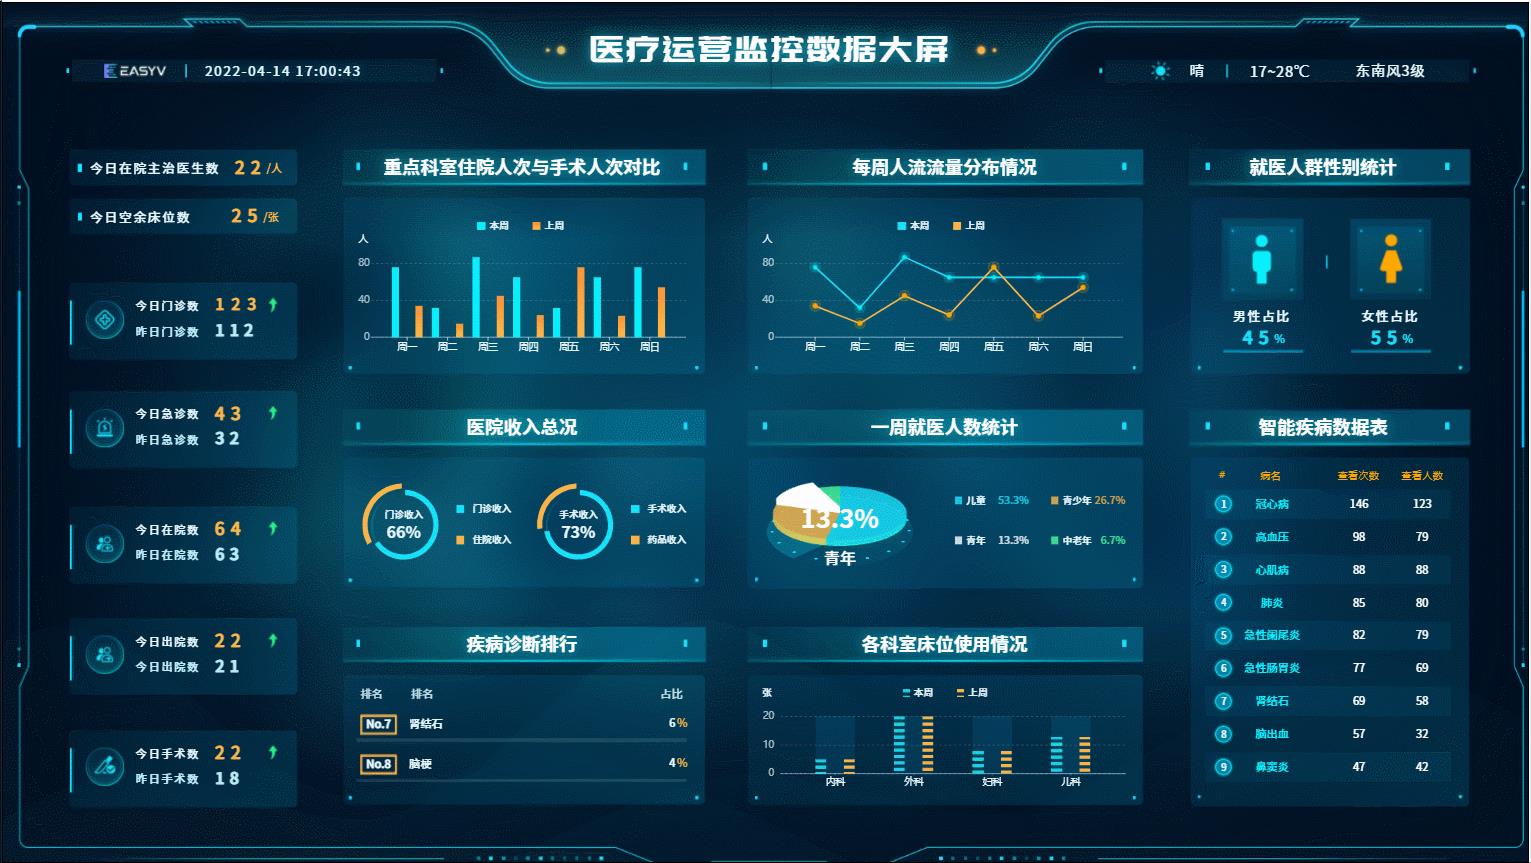 医疗运营监控数据大屏
EASYV | 2022-04-14 17:00:43
晴 | 17~28℃ 东南风3级
今日在院主治医生数 22/人
今日空余床位数 25/张
今日门诊数 123
昨日门诊数 112
今日急诊数 43
昨日急诊数 32
今日在院数 64
昨日在院数 63
今日出院数 22
今日出院数 21
今日手术数 22
昨日手术数 18
重点科室住院人次与手术人次对比
本周 上周
人
80
40
0
周一 周二 周三 周四 周五 周六 周日
每周人流流量分布情况
本周 上周
人
80
40
0
周一 周二 周三 周四 周五 周六 周日
就医人群性别统计
男性占比 女性占比
45% 55%
医院收入总况
门诊收入
66%
门诊收入
住院收入
手术收入
73%
手术收入
药品收入
一周就医人数统计
13.3%
青年
儿童 53.3% 青少年 26.7%
青年 13.3% 中老年 6.7%
智能疾病数据表
# 病名 查看次数 查看人数
1 冠心病 146 123
2 高血压 98 79
3 心肌病 88 88
4 肺炎 85 80
5 急性阑尾炎 82 79
6 急性肠胃炎 77 69
7 肾结石 69 58
8 脑出血 57 32
9 鼻窦炎 47 42
疾病诊断排行
排名 排名 占比
No.7 肾结石 6%
No.8 脑梗 4%
各科室床位使用情况
张
本周 上周
20
10
0
内科 外科 妇科 儿科